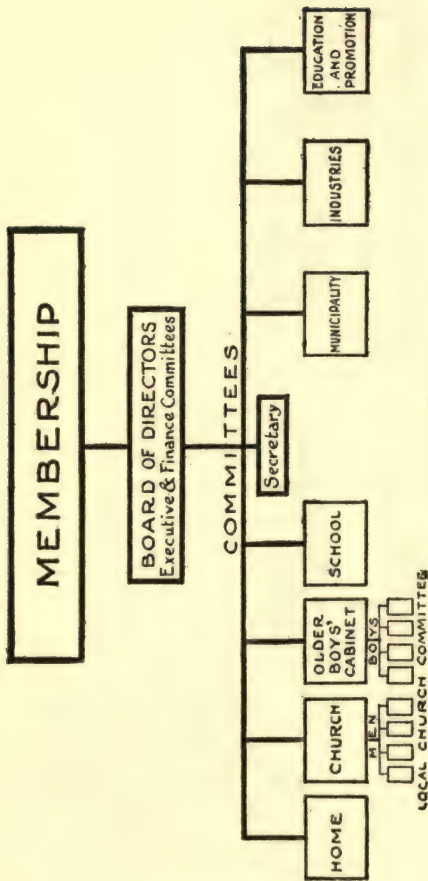 MEMBERSHIP
BOARD OF DIRECTORS
Executive & Finance Committees
COMMITTEES
Secretary
HOME
CHURCH
OLDER
BOYS'
CABINET
SCHOOL
MUNICIPALITY
INDUSTRIES
EDUCATION
AND
PROMOTION
MEN
BOYS
LOCAL CHURCH COMMITTEE